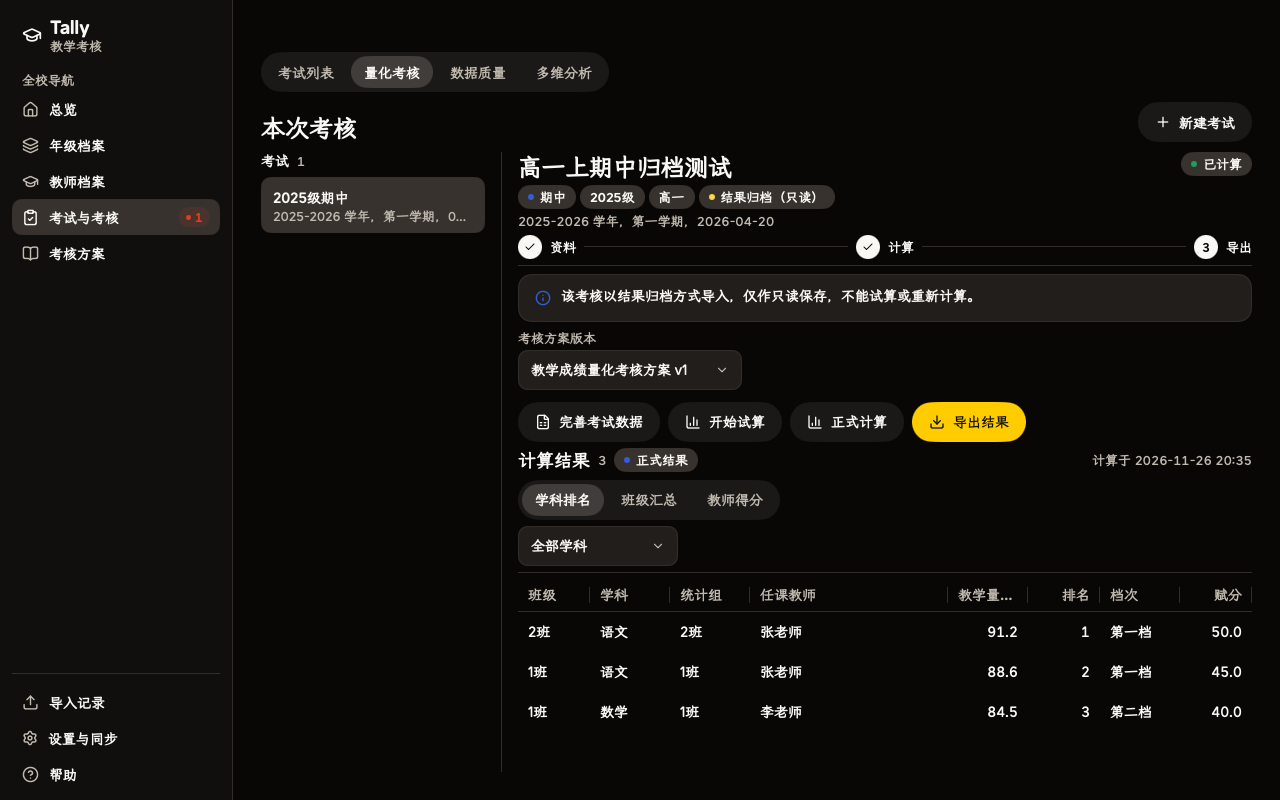 Tally
教学考核
全校导航
总览
年级档案
教师档案
考试与考核 1
考核方案
导入记录
设置与同步
帮助
考试列表 量化考核 数据质量 多维分析
本次考核
新建考试
考试 1
2025级期中
2025-2026 学年，第一学期，0...
高一上期中归档测试
已计算
期中 2025级 高一 结果归档（只读）
2025-2026 学年，第一学期，2026-04-20
资料 计算 3 导出
该考核以结果归档方式导入，仅作只读保存，不能试算或重新计算。
考核方案版本
教学成绩量化考核方案 v1
完善考试数据 开始试算 正式计算 导出结果
计算结果 3 正式结果 计算于 2026-11-26 20:35
学科排名 班级汇总 教师得分
全部学科
班级 学科 统计组 任课教师 教学量... 排名 档次 赋分
2班 语文 2班 张老师 91.2 1 第一档 50.0
1班 语文 1班 张老师 88.6 2 第一档 45.0
1班 数学 1班 李老师 84.5 3 第二档 40.0